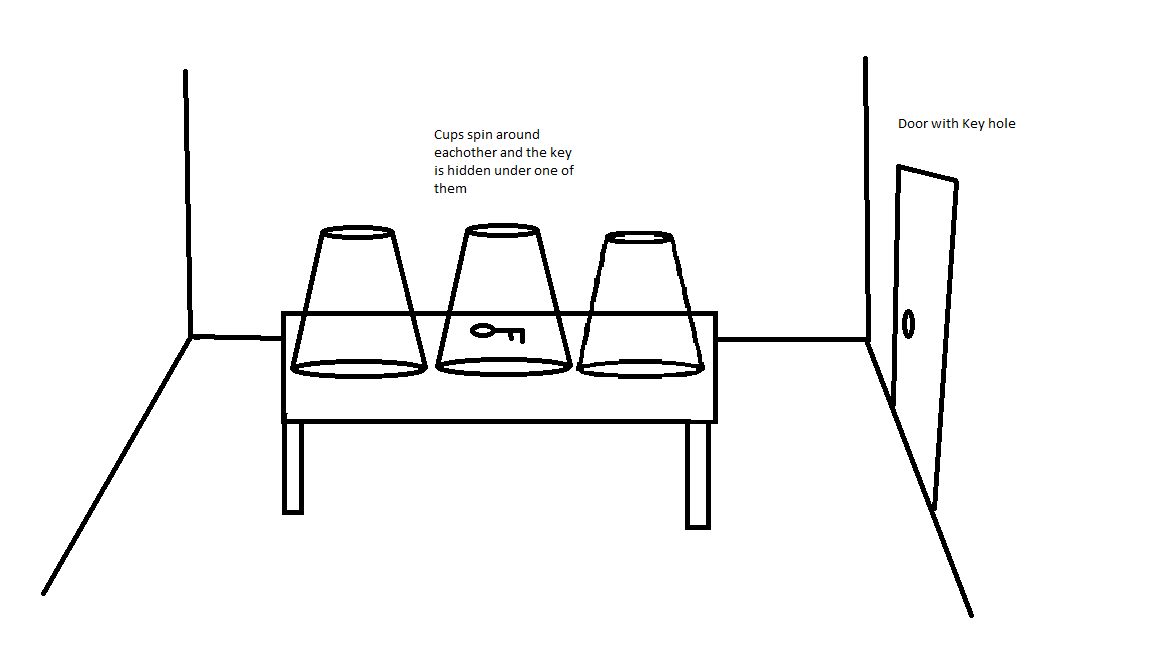 Cups spin around
eachother and the key
is hidden under one of
them
Door with Key hole